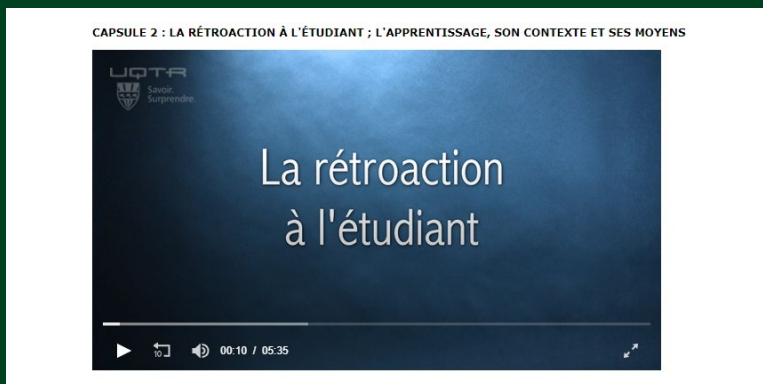 CAPSULE 2 : LA RÉTROACTION À L'ÉTUDIANT ; L'APPRENTISSAGE, SON CONTEXTE ET SES MOYENS
UQTR
Savoir.
Surprendre.
La rétroaction
à l'étudiant
10
00:10 / 05:35